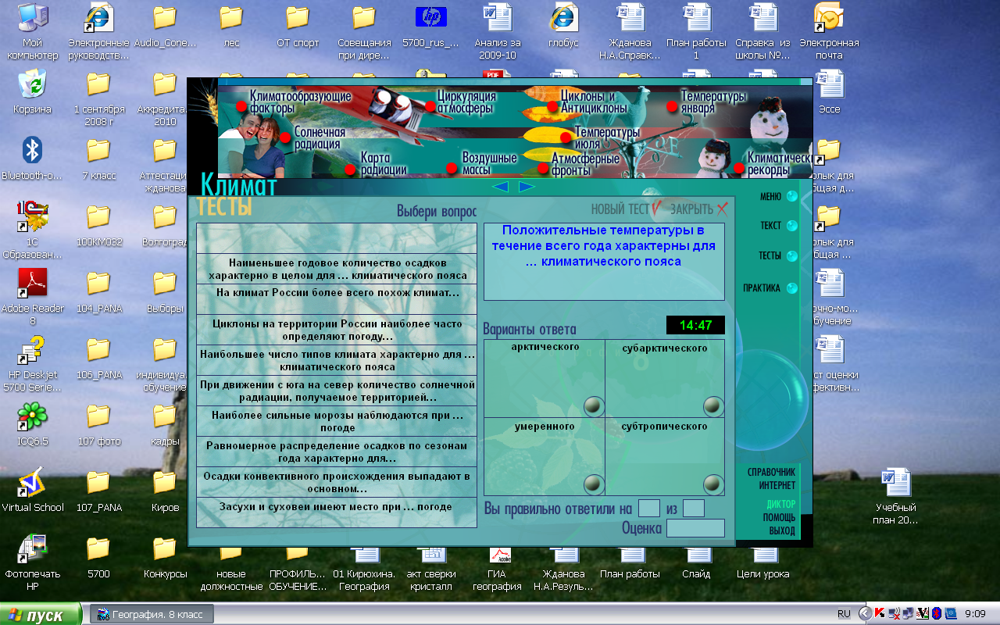 Мой
компьютер
Электронные
руководств...
Audio_Cone...
лес
ОТ спорт
Совещания
при дире...
5700_rus_...
Анализ за
2009-10
глобус
Жданова
Н.А.Справк...
План работы
1
Справка из
школы №...
Электронная
почта
Корзина
1 сентября
2008 г
Аккредита...
2010
Эссе
Bluetooth-о...
7 класс
Аттестаци
жданова
рлык для
бщая д...
1С
Образован...
100КМ032
Волгоград
рлык для
бщая ...
Adobe Reader
8
104_PANA
Выборы
очно-мо...
бучение
HP Deskjet
5700 Serie...
106_PANA
индивидуа.
обучение
ст оценки
фективн...
ICQ6.5
107 фото
кадры
Virtual School
107_PANA
Киров
Учебный
план 20...
Фотопечать
HP
5700
Конкурсы
новые
должностные
ПРОФИЛЬ...
ОБУЧЕНИЕ...
01 Кирюхина.
География
акт сверки
кристалл
ГИА
география
Жданова
Н.А.Резуль...
План работы
Слайд
Цели урока
Климатообразующие
факторы
Циркуляция
атмосферы
Циклоны и
Антициклоны
Температуры
января
Солнечная
радиация
Температуры
июля
Карта
радиации
Воздушные
массы
Атмосферные
фронты
Климатически
рекорды
Климат
ТЕСТЫ
Выбери вопрос
НОВЫЙ ТЕСТ
ЗАКРЫТЬ
МЕНЮ
ТЕКСТ
ТЕСТЫ
ПРАКТИКА
Наименьшее годовое количество осадков
характерно в целом для ... климатического пояса
На климат России более всего похож климат...
Циклоны на территории России наиболее часто
определяют погоду...
Наибольшее число типов климата характерно для ...
климатического пояса
При движении с юга на север количество солнечной
радиации, получаемое территорией...
Наиболее сильные морозы наблюдаются при ...
погоде
Равномерное распределение осадков по сезонам
года характерно для...
Осадки конвективного происхождения выпадают в
основном...
Засухи и суховеи имеют место при ... погоде
Положительные температуры в
течение всего года характерны для
... климатического пояса
Варианты ответа
14:47
арктического
субарктического
умеренного
субтропического
Вы правильно ответили на из
Оценка
СПРАВОЧНИК
ИНТЕРНЕТ
ДИКТОР
ПОМОЩЬ
ВЫХОД
пуск
География. 8 класс
RU
9:09